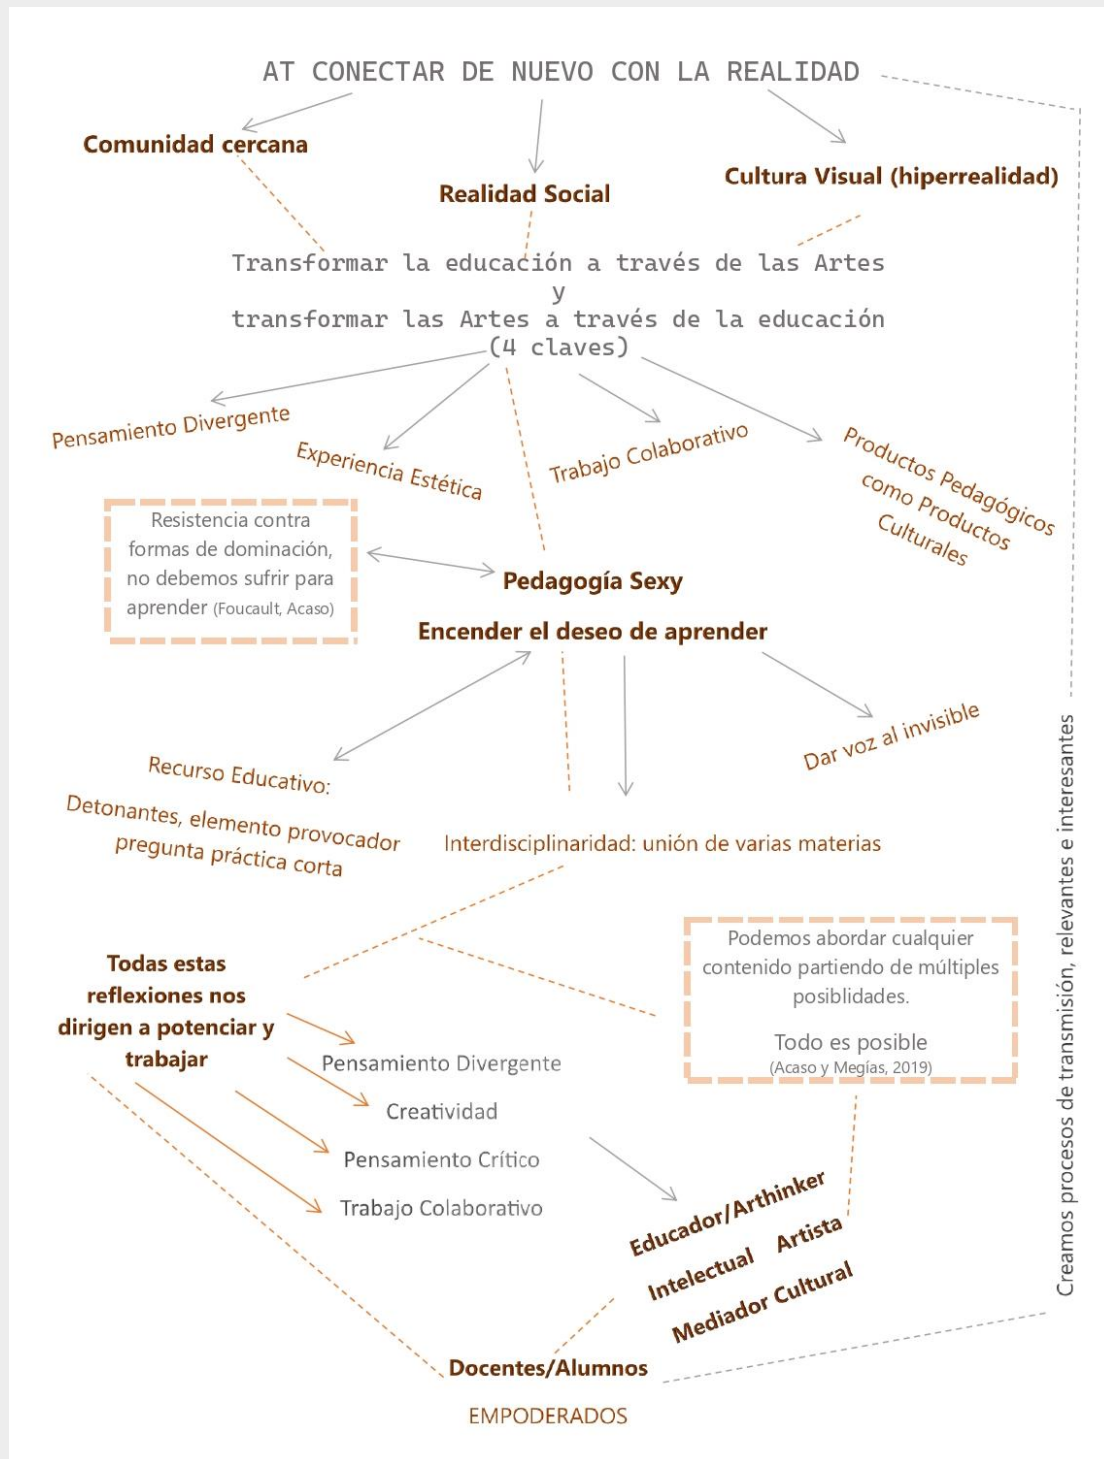 AT CONECTAR DE NUEVO CON LA REALIDAD
Comunidad cercana
Realidad Social
Cultura Visual (hiperrealidad)
Transformar la educación a través de las Artes
y
transformar las Artes a través de la educación
(4 claves)
Pensamiento Divergente
Experiencia Estética
Trabajo Colaborativo
Productos Pedagógicos
como Productos
Culturales
Resistencia contra
formas de dominación,
no debemos sufrir para
aprender (Foucault, Acaso)
Pedagogía Sexy
Encender el deseo de aprender
Recurso Educativo:
Detonantes, elemento provocador
pregunta práctica corta
Interdisciplinaridad: unión de varias materias
Dar voz al invisible
Todas estas
reflexiones nos
dirigen a potenciar y
trabajar
Pensamiento Divergente
Creatividad
Pensamiento Crítico
Trabajo Colaborativo
Podemos abordar cualquier
contenido partiendo de múltiples
posiblidades.
Todo es posible
(Acaso y Megías, 2019)
Educador/Arthinker
Intelectual Artista
Mediador Cultural
Docentes/Alumnos
EMPODERADOS
Creamos procesos de transmisión, relevantes e interesantes